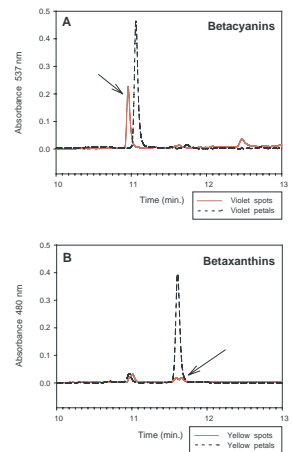 A
Betacyanins
0.5
0.4
0.3
0.2
0.1
0.0
Absorbance 537 nm
10
11
12
13
Time (min.)
Violet spots
Violet petals
B
Betaxanthins
0.5
0.4
0.3
0.2
0.1
0.0
Absorbance 480 nm
10
11
12
13
Time (min.)
Yellow spots
Yellow petals